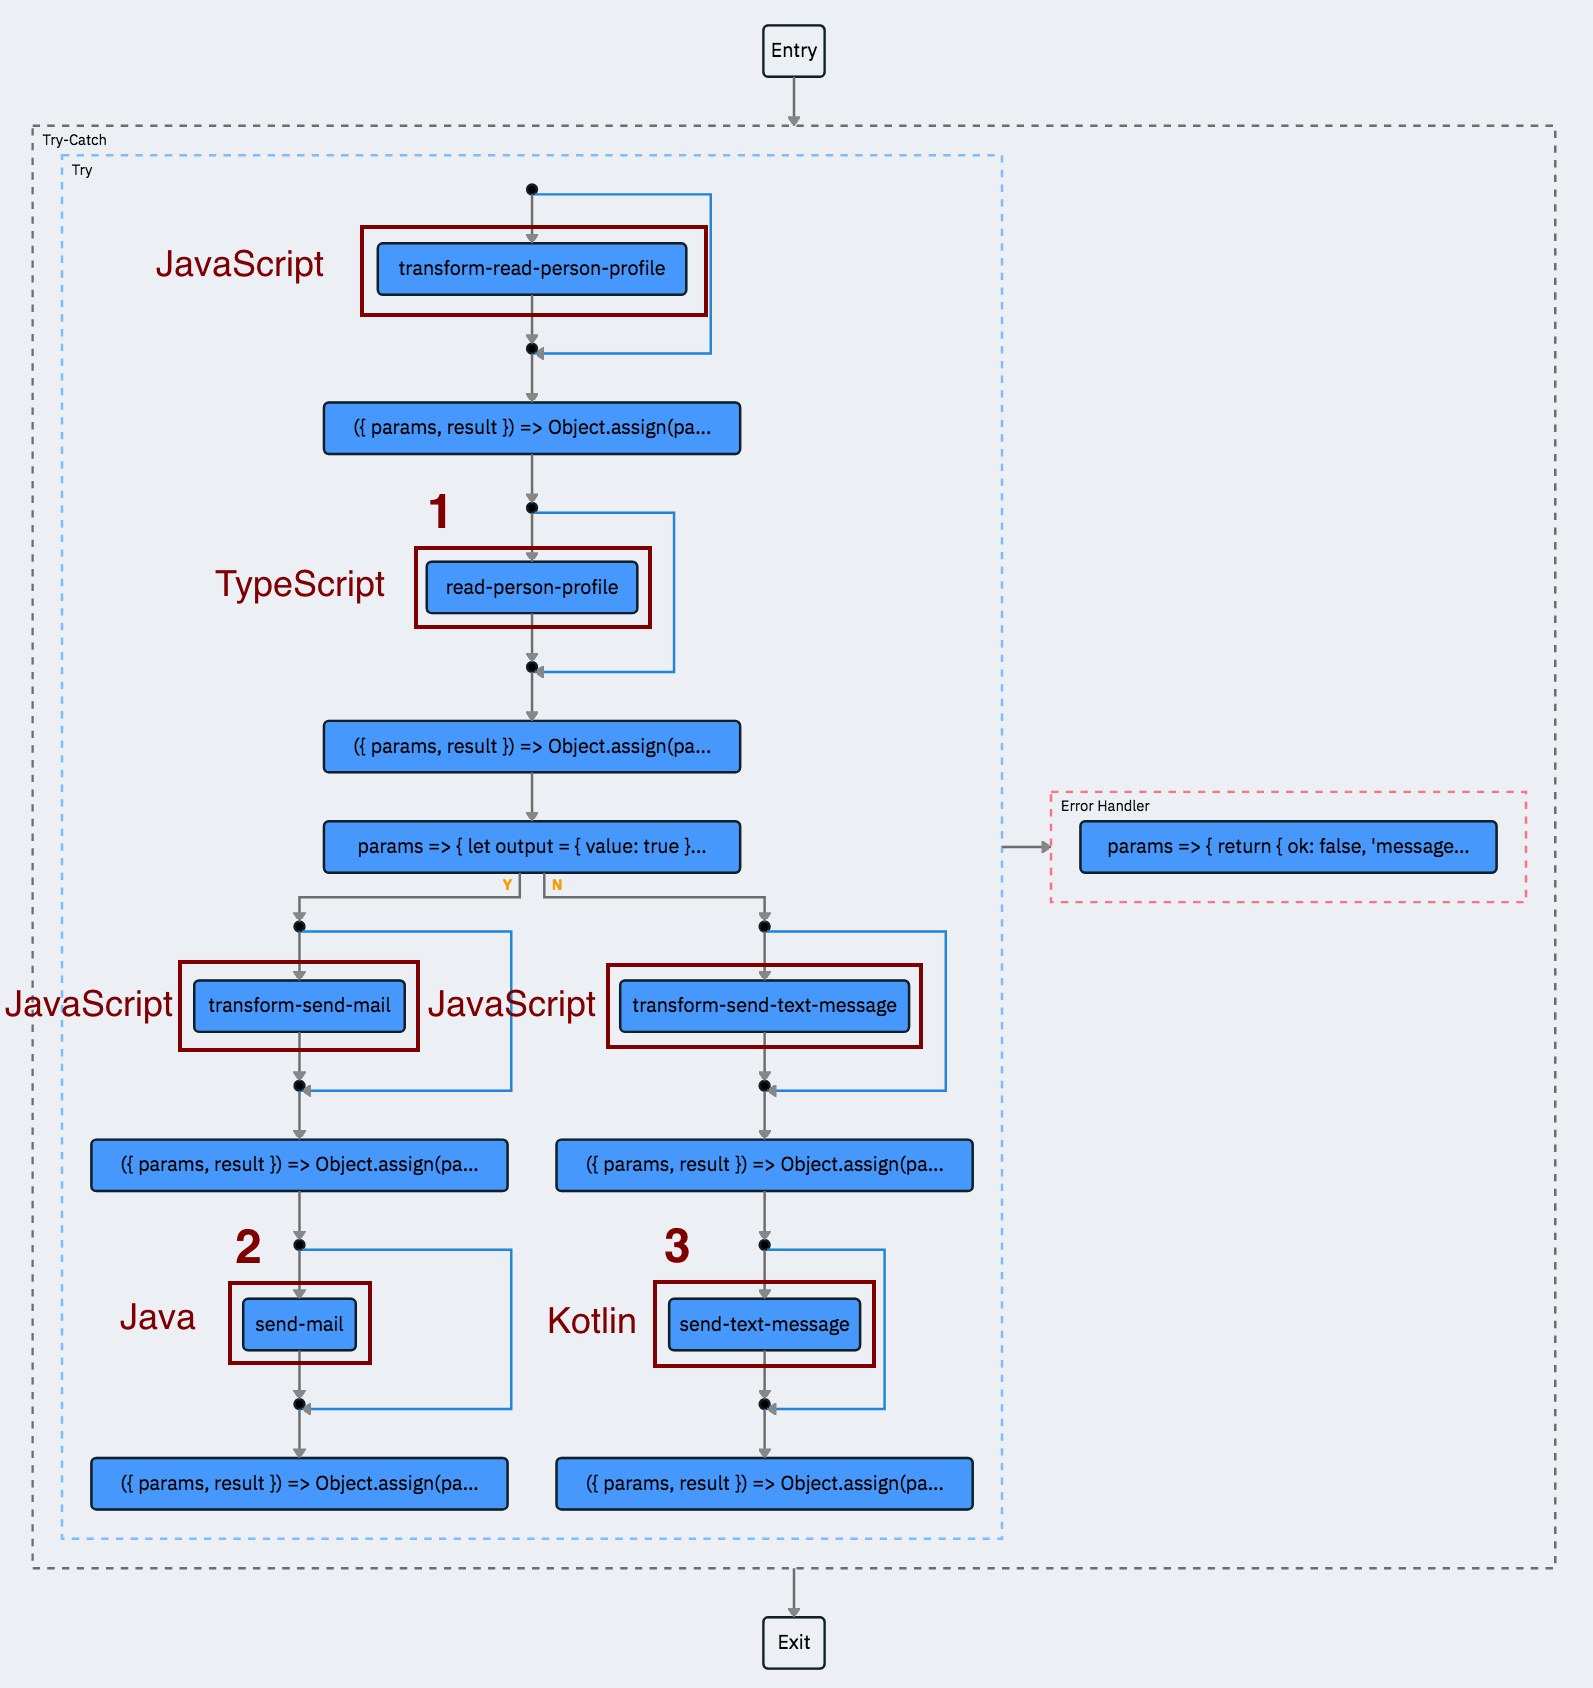 Entry
Try-Catch
Try
JavaScript
transform-read-person-profile
({ params, result }) => Object.assign(pa...
1
TypeScript
read-person-profile
({ params, result }) => Object.assign(pa...
params => { let output = { value: true }...
Error Handler
params => { return { ok: false, 'message...
Y
N
JavaScript
transform-send-mail
JavaScript
transform-send-text-message
({ params, result }) => Object.assign(pa...
({ params, result }) => Object.assign(pa...
2
3
Java
send-mail
Kotlin
send-text-message
({ params, result }) => Object.assign(pa...
({ params, result }) => Object.assign(pa...
Exit